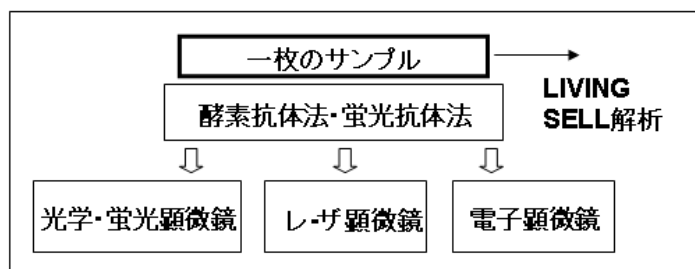 一枚のサンプル
LIVING
SELL解析
酵素抗体法・蛍光抗体法
光学・蛍光顕微鏡
レ-ザ顕微鏡
電子顕微鏡